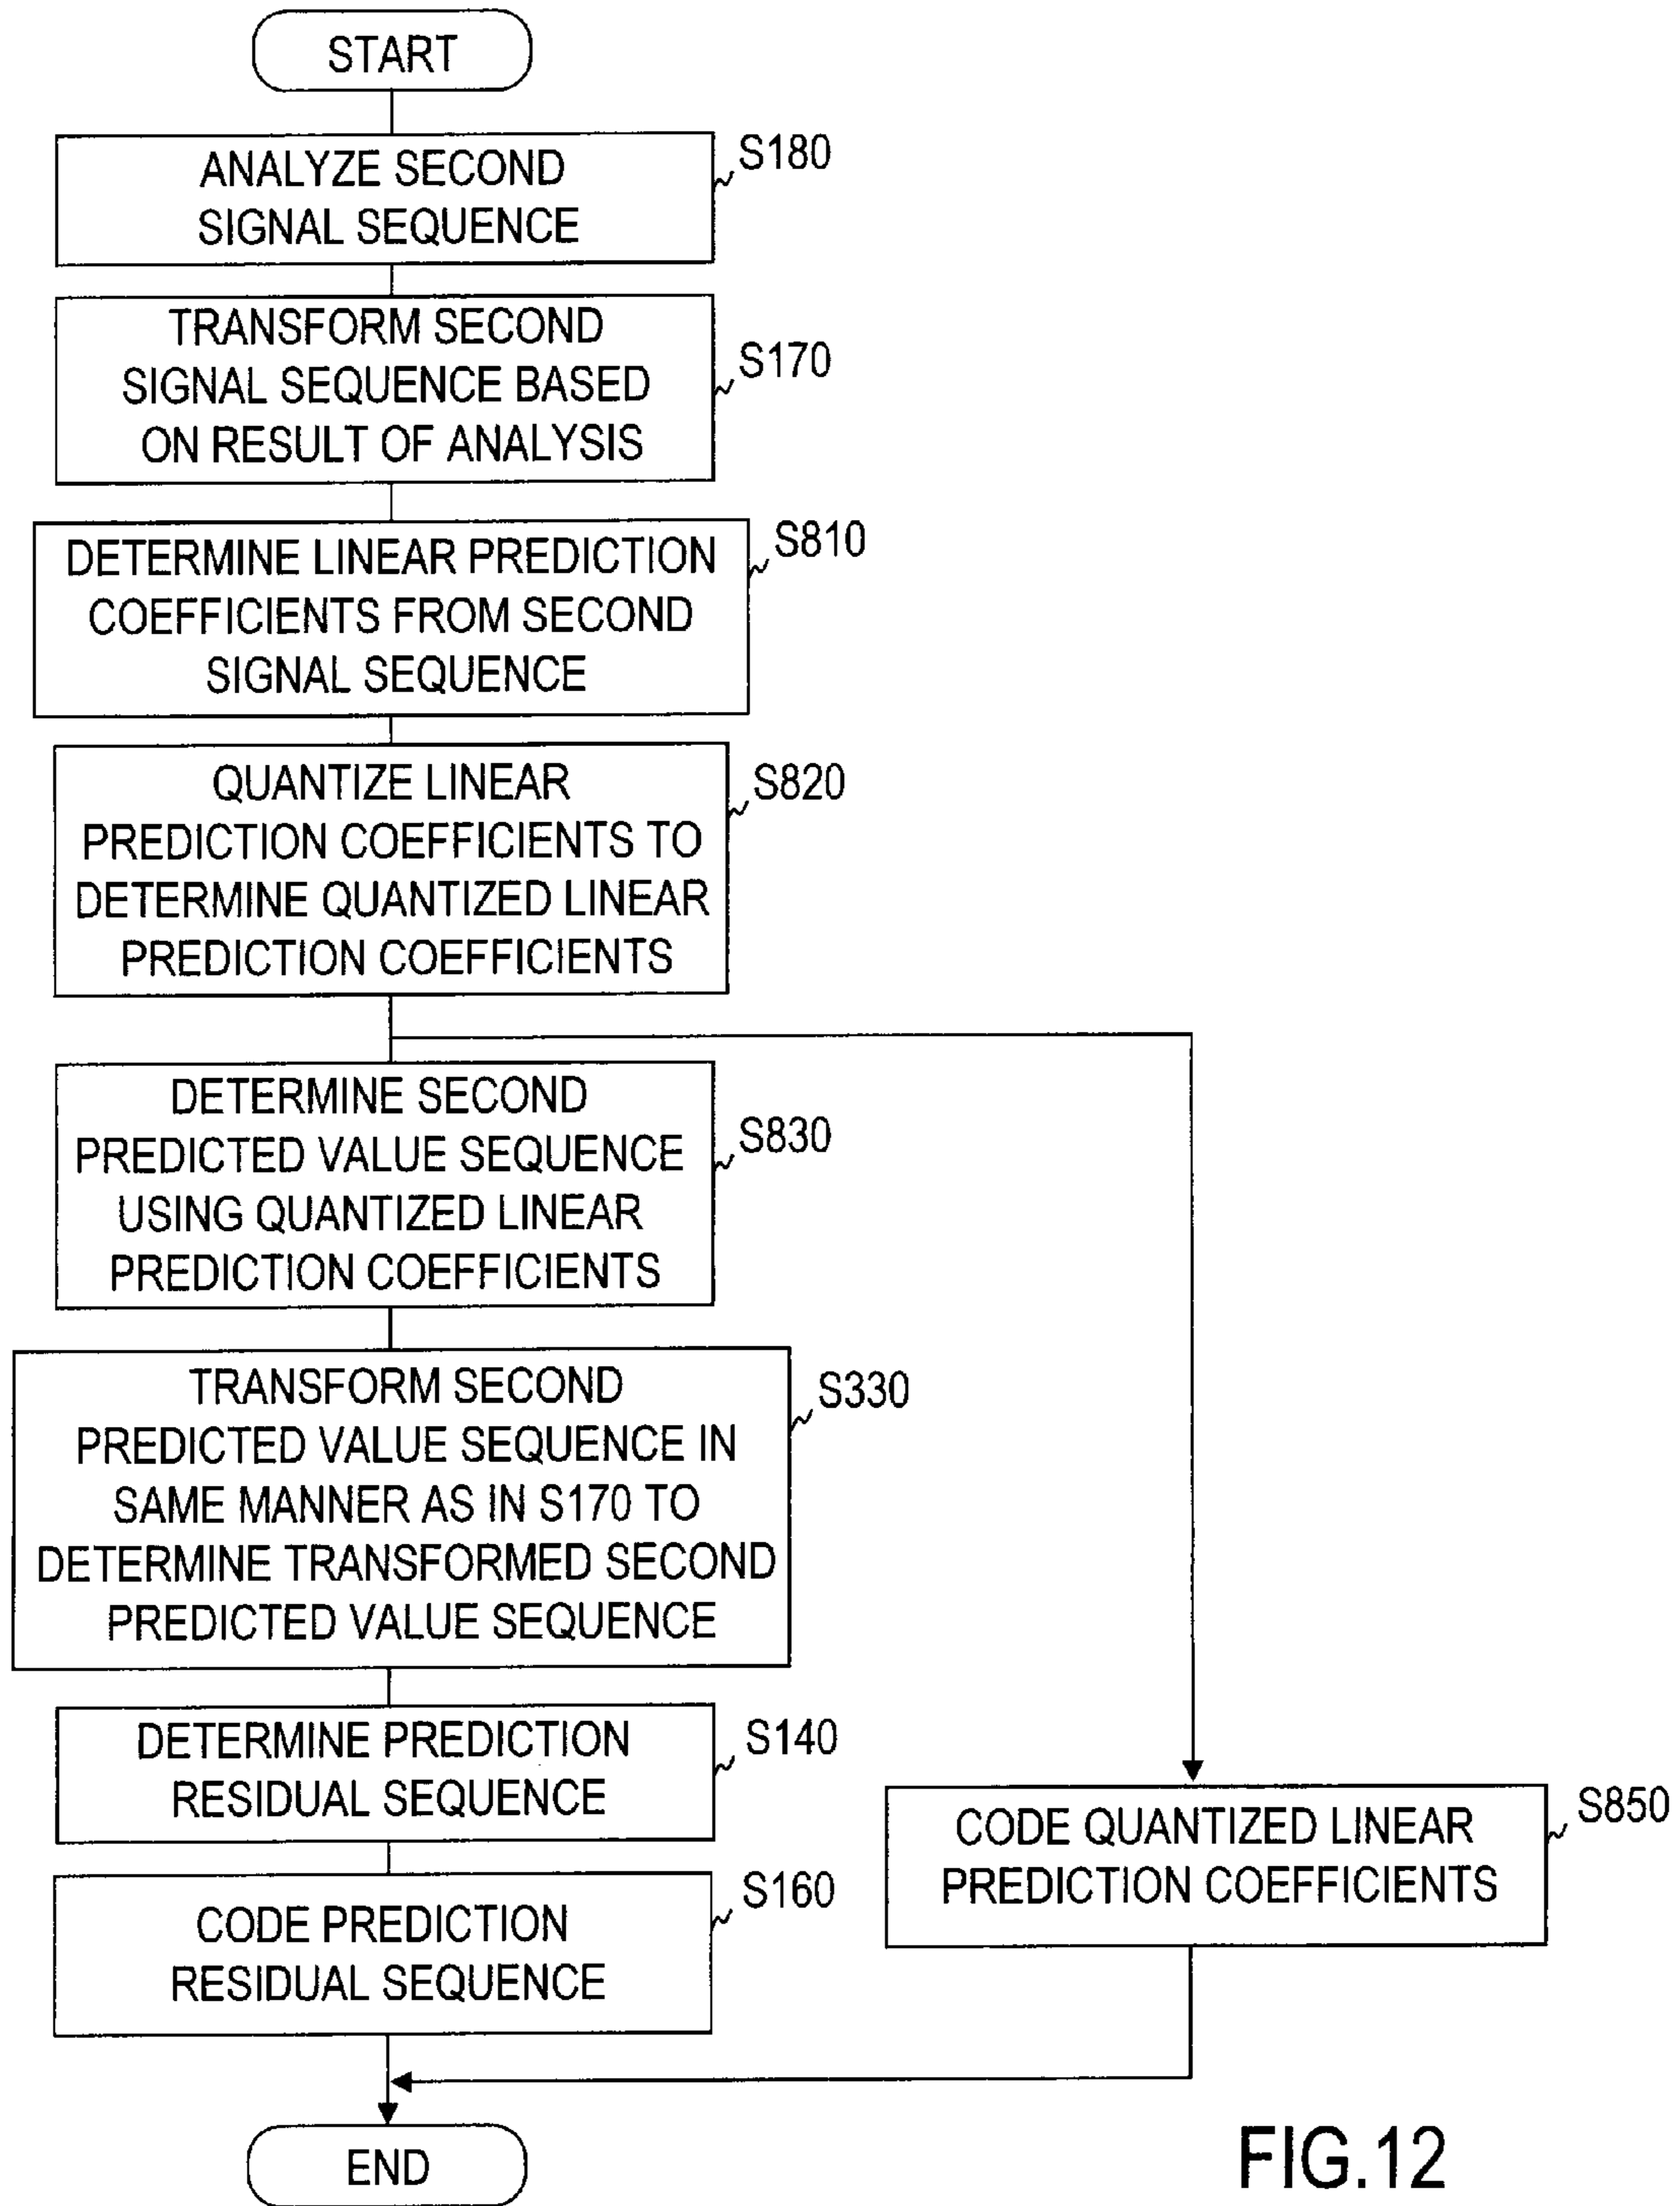 START
ANALYZE SECOND
SIGNAL SEQUENCE
S180
TRANSFORM SECOND
SIGNAL SEQUENCE BASED
ON RESULT OF ANALYSIS
S170
DETERMINE LINEAR PREDICTION
COEFFICIENTS FROM SECOND
SIGNAL SEQUENCE
S810
QUANTIZE LINEAR
PREDICTION COEFFICIENTS TO
DETERMINE QUANTIZED LINEAR
PREDICTION COEFFICIENTS
S820
DETERMINE SECOND
PREDICTED VALUE SEQUENCE
USING QUANTIZED LINEAR
PREDICTION COEFFICIENTS
S830
TRANSFORM SECOND
PREDICTED VALUE SEQUENCE IN
SAME MANNER AS IN S170 TO
DETERMINE TRANSFORMED SECOND
PREDICTED VALUE SEQUENCE
S330
DETERMINE PREDICTION
RESIDUAL SEQUENCE
S140
CODE QUANTIZED LINEAR
PREDICTION COEFFICIENTS
S850
CODE PREDICTION
RESIDUAL SEQUENCE
S160
END
FIG.12